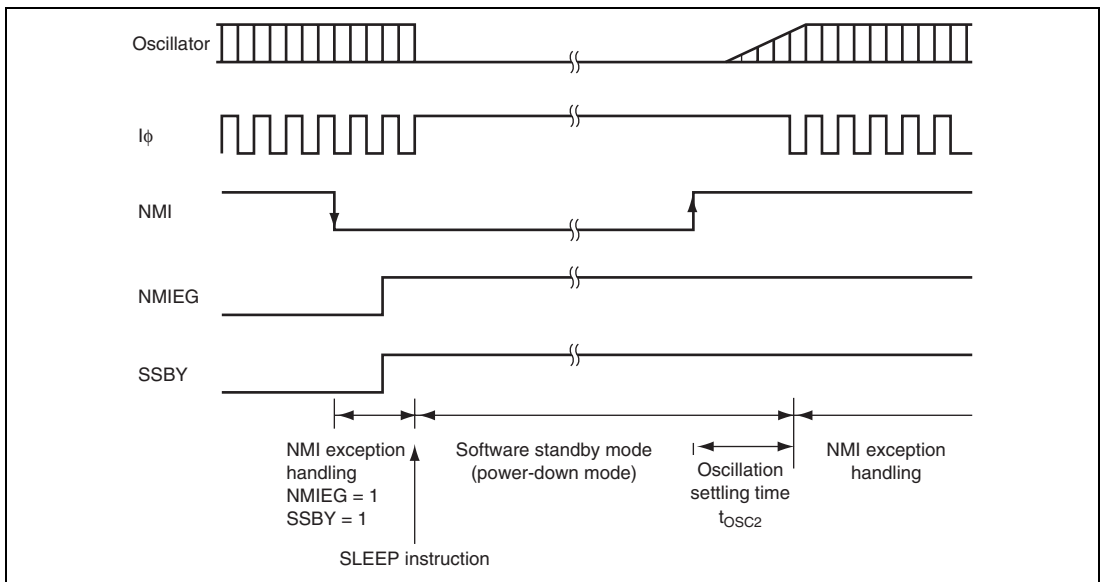 Oscillator
Iϕ
NMI
NMIEG
SSBY
NMI exception
handling
NMIEG = 1
SSBY = 1
Software standby mode
(power-down mode)
Oscillation
settling time
tOSC2
NMI exception
handling
SLEEP instruction